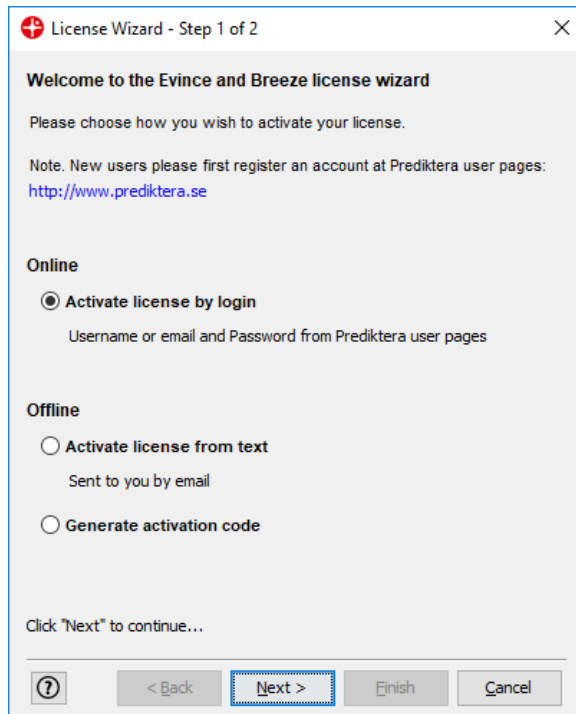 License Wizard - Step 1 of 2
Welcome to the Evince and Breeze license wizard
Please choose how you wish to activate your license.
Note. New users please first register an account at Prediktera user pages:
http://www.prediktera.se
Online
Activate license by login
Username or email and Password from Prediktera user pages
Offline
Activate license from text
Sent to you by email
Generate activation code
Click "Next" to continue...
? < Back Next > Finish Cancel